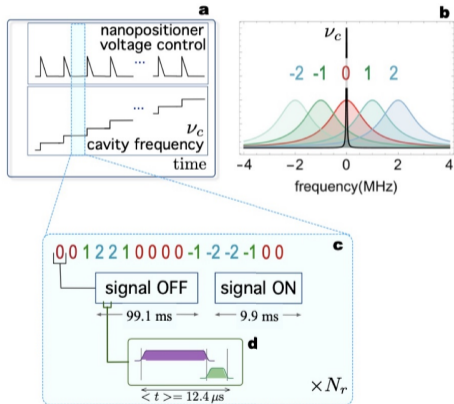 a
nanopositioner
voltage control
...
...
ν_c
cavity frequency
time
b
ν_c
-2 -1 0 1 2
−4 −2 0 2 4
frequency(MHz)
c
0 0 1 2 2 1 0 0 0 0 -1 -2 -2 -1 0 0
signal OFF signal ON
99.1 ms 9.9 ms
d
< t >= 12.4 μs
×N_r